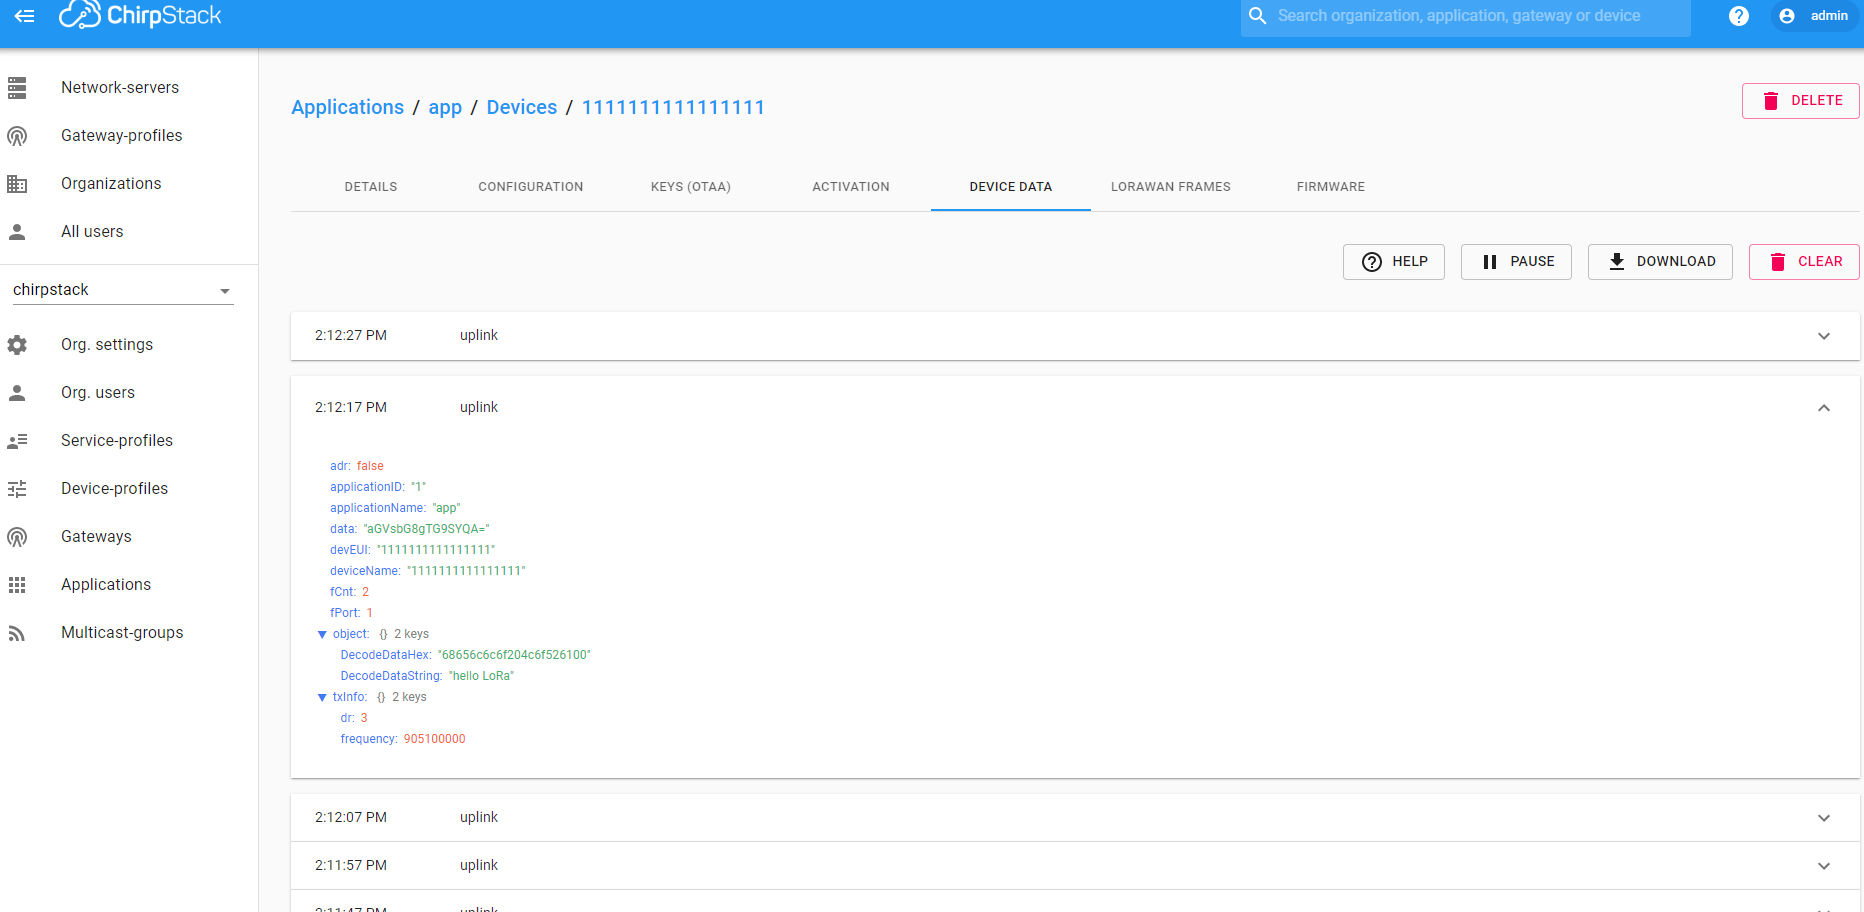 ChirpStack
Search organization, application, gateway or device
admin
Network-servers
Gateway-profiles
Organizations
All users
chirpstack
Org. settings
Org. users
Service-profiles
Device-profiles
Gateways
Applications
Multicast-groups
Applications / app / Devices / 1111111111111111
DELETE
DETAILS CONFIGURATION KEYS (OTAA) ACTIVATION DEVICE DATA LORAWAN FRAMES FIRMWARE
HELP PAUSE DOWNLOAD CLEAR
2:12:27 PM uplink
2:12:17 PM uplink
adr: false
applicationID: "1"
applicationName: "app"
data: "aGVsbG8gTG9SYQA="
devEUI: "1111111111111111"
deviceName: "1111111111111111"
fCnt: 2
fPort: 1
object: {} 2 keys
DecodeDataHex: "68656c6c6f204c6f526100"
DecodeDataString: "hello LoRa"
txInfo: {} 2 keys
dr: 3
frequency: 905100000
2:12:07 PM uplink
2:11:57 PM uplink
2:11:47 PM uplink